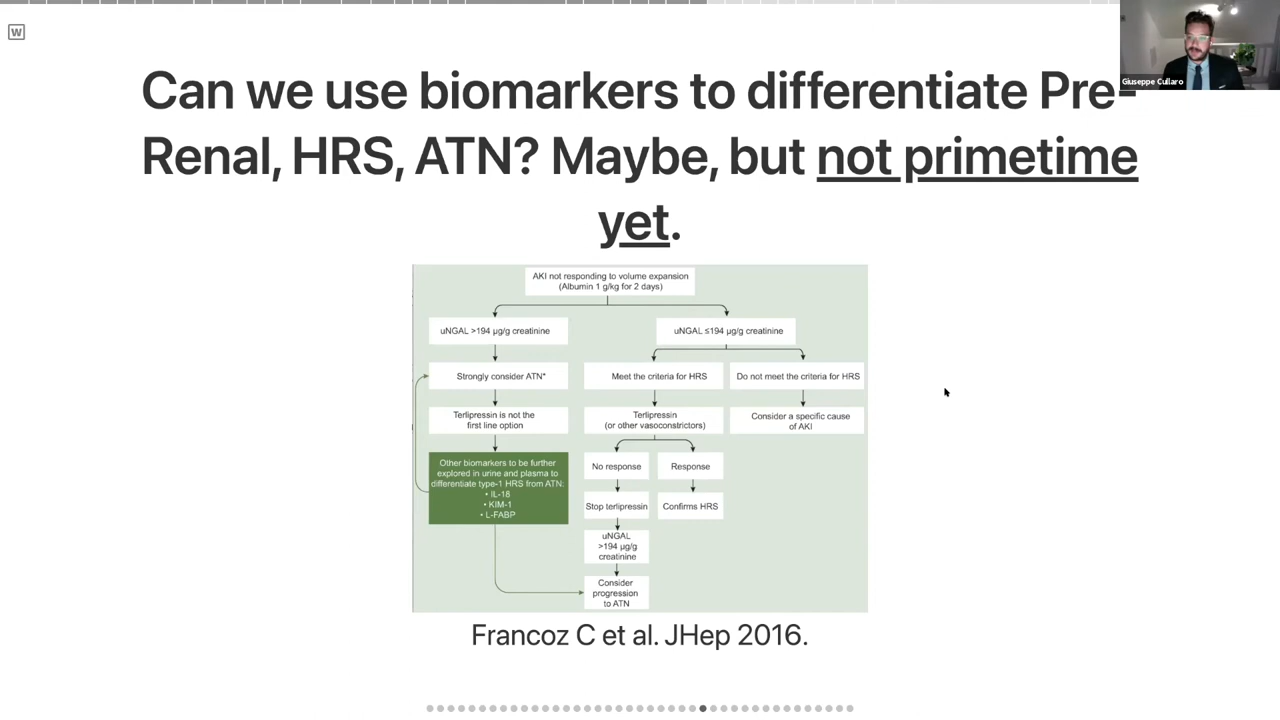 W
Giuseppe Cullaro
Can we use biomarkers to differentiate Pre-
Renal, HRS, ATN? Maybe, but not primetime
yet.
AKI not responding to volume expansion
(Albumin 1 g/kg for 2 days)
uNGAL >194 µg/g creatinine
uNGAL ≤194 µg/g creatinine
Strongly consider ATN*
Meet the criteria for HRS
Do not meet the criteria for HRS
Terlipressin is not the
first line option
Terlipressin
(or other vasoconstrictors)
Consider a specific cause
of AKI
Other biomarkers to be further
explored in urine and plasma to
differentiate type-1 HRS from ATN:
• IL-18
• KIM-1
• L-FABP
No response
Response
Stop terlipressin
Confirms HRS
uNGAL
>194 µg/g
creatinine
Consider
progression
to ATN
Francoz C et al. JHep 2016.